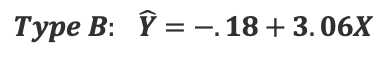 Type B: Ŷ = −.18 + 3.06X